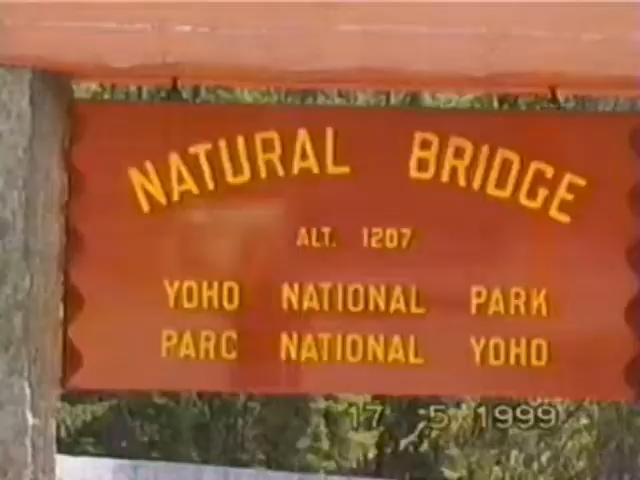 NATURAL BRIDGE
ALT. 1207
YOHO NATIONAL PARK
PARC NATIONAL YOHO
17. 5.1999